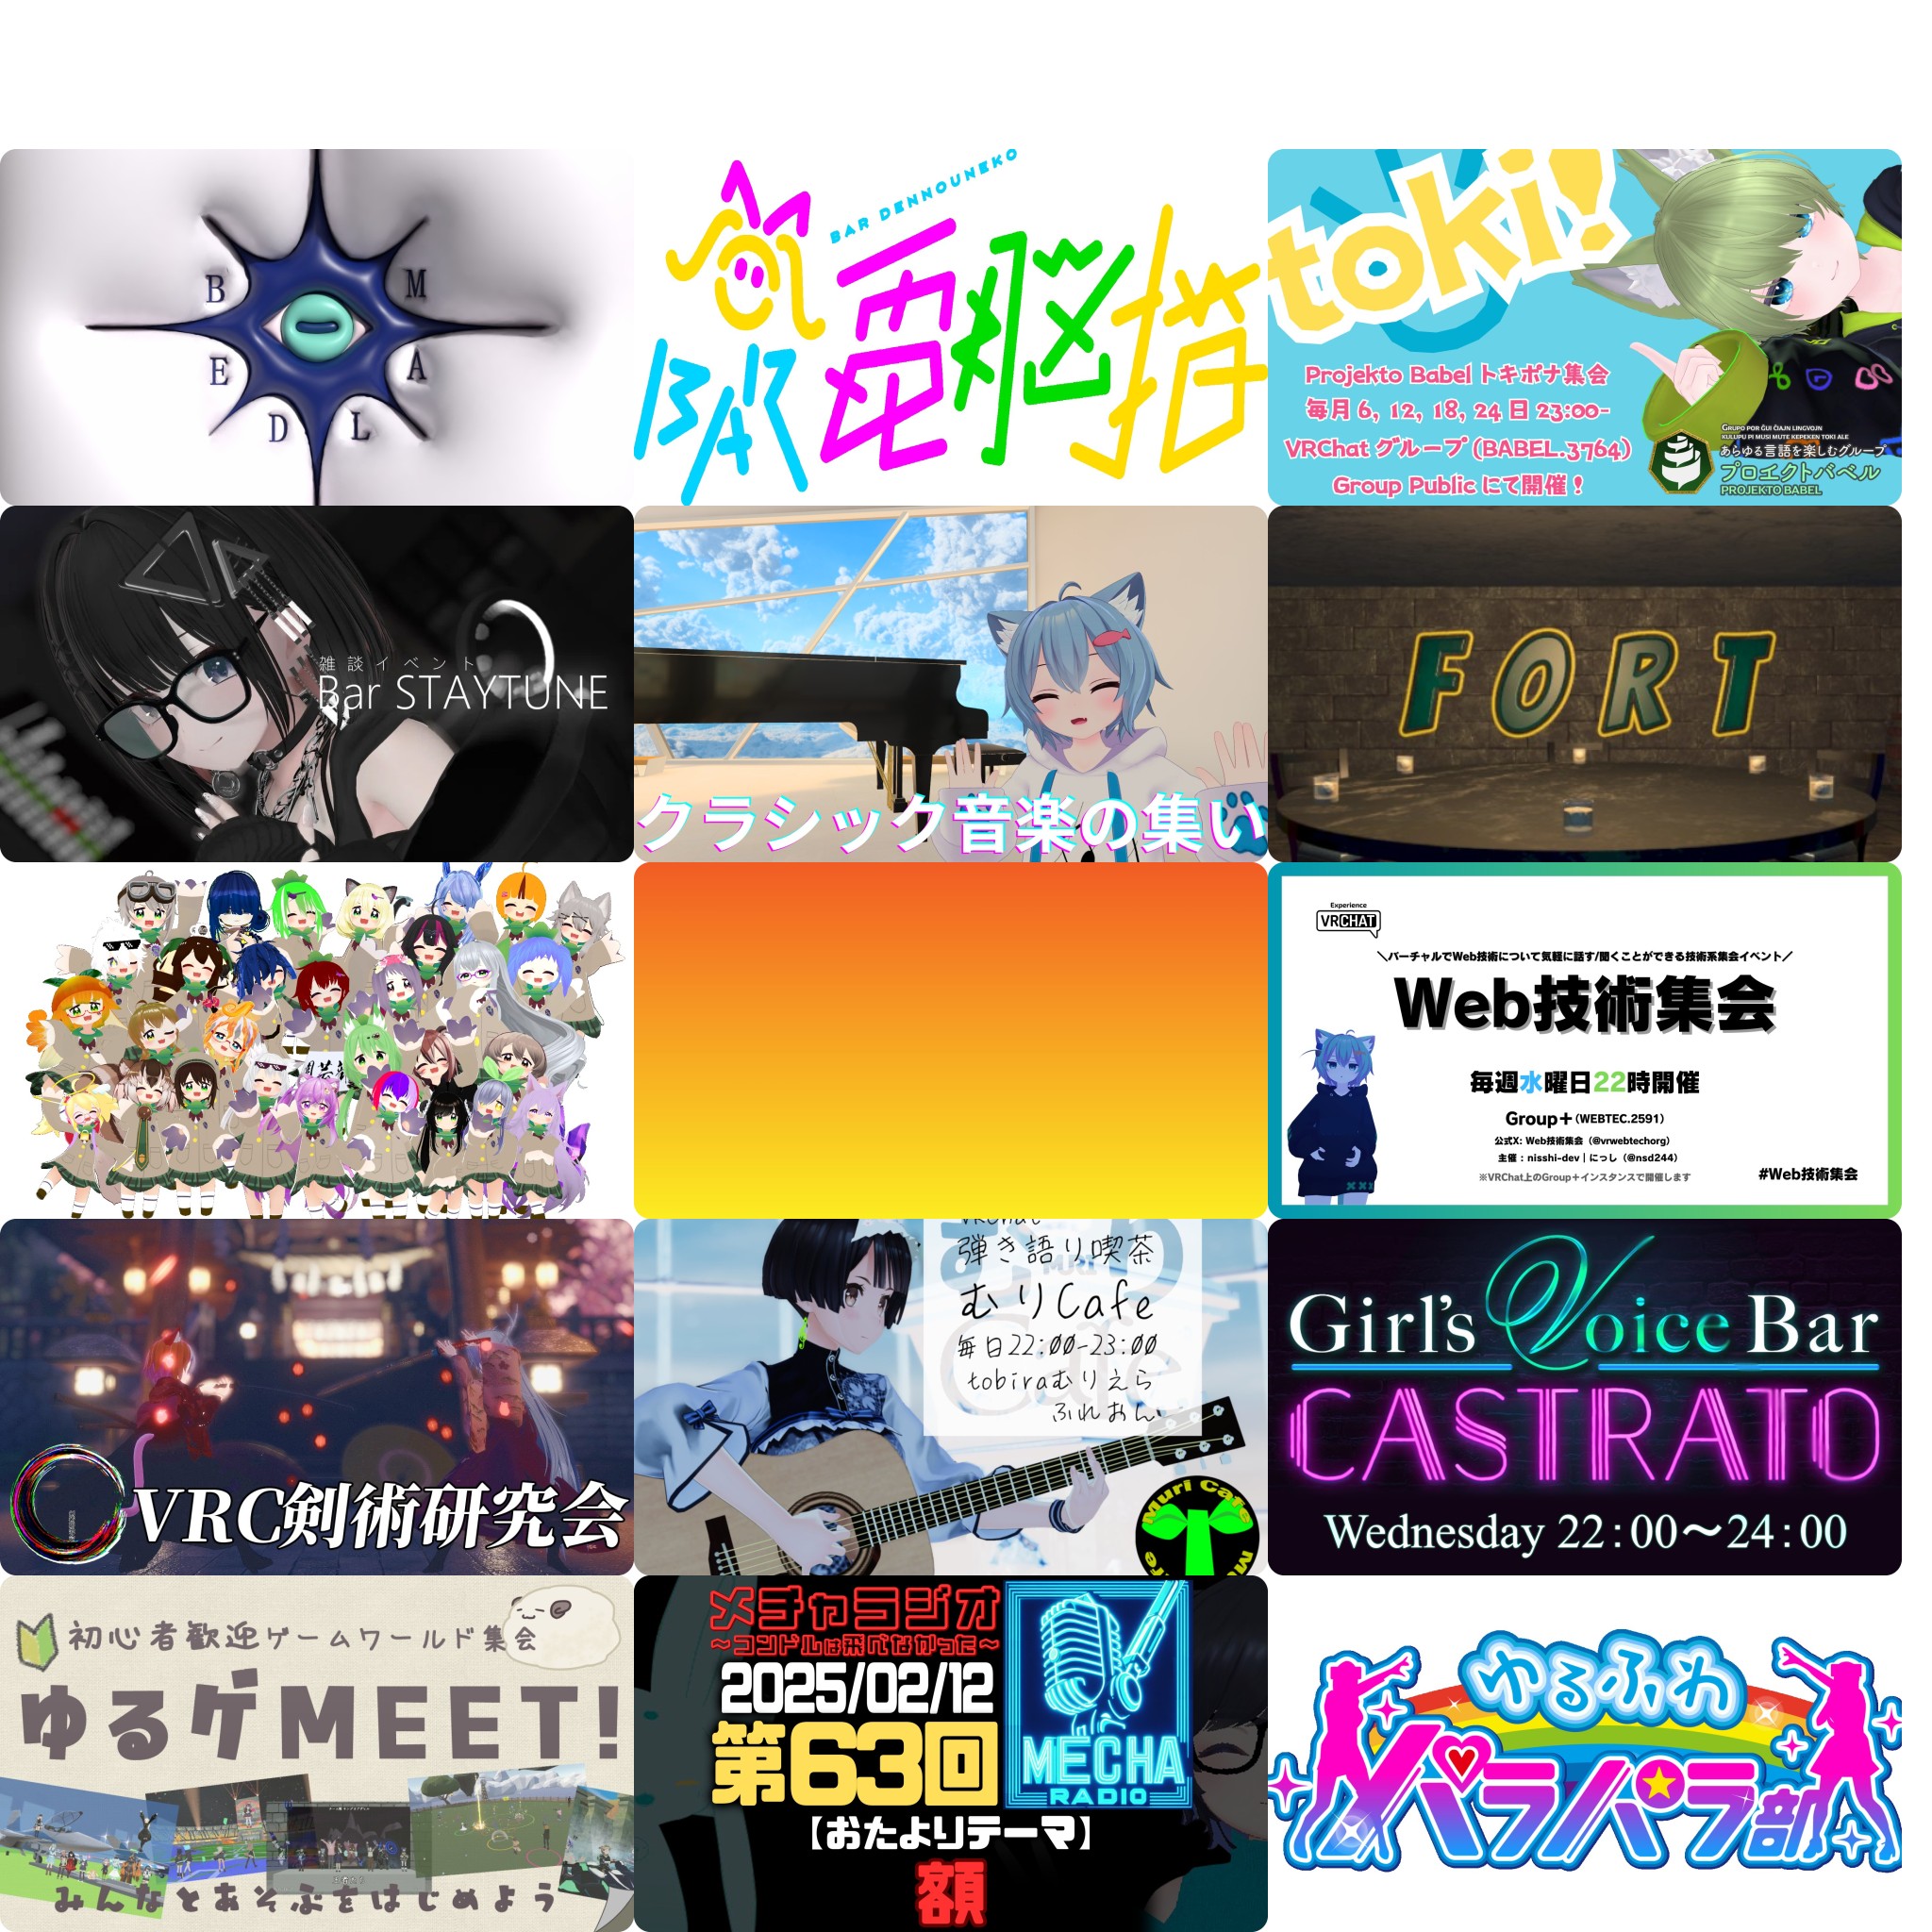 B M
E A
D L
BAR DENNOUNEKO
BAR 電脳猫
toki!
Projekto Babel トキポナ集会
毎月 6, 12, 18, 24 日 23:00-
VRChat グループ (BABEL.3764)
Group Public にて開催！
GRUPO POR ĜUI ĈIAJN LINGVOJN
KULUPU PI MUSI MUTE KEPEKEN TOKI ALE
あらゆる言語を楽しむグループ
プロエクトバベル
PROJEKTO BABEL
雑談イベント
Bar STAYTUNE
クラシック音楽の集い
FORT
Experience
VRCHAT
＼バーチャルでWeb技術について気軽に話す/聞くことができる技術系集会イベント／
Web技術集会
毎週水曜日22時開催
Group＋(WEBTEC.2591)
公式X: Web技術集会（@vrwebtechorg）
主催：nisshi-dev｜にっし（@nsd244）
※VRChat上のGroup＋インスタンスで開催します
#Web技術集会
VRC剣術研究会
VRChat
弾き語り喫茶
むりCafe
毎日22:00-23:00
tobiraむりえら
ふれおん
Muri Cafe
Girl's Voice Bar
CASTRATO
Wednesday 22：00～24：00
初心者歓迎ゲームワールド集会
ゆるゲMEET!
みんなとあそぶをはじめよう
メチャラジオ
～コンドルは飛べなかった～
2025/02/12
第63回
MECHA
RADIO
【おたよりテーマ】
額
ゆるふわ
パラパラ部